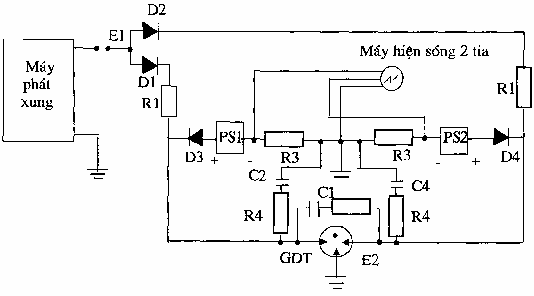 D2
E1
Máy hiện sóng 2 tia
D1
Máy
phát
xung
R1
R1
PS1
PS2
D3
+
-
R3
R3
-
+
D4
C2
C1
C4
R4
R4
GDT
E2